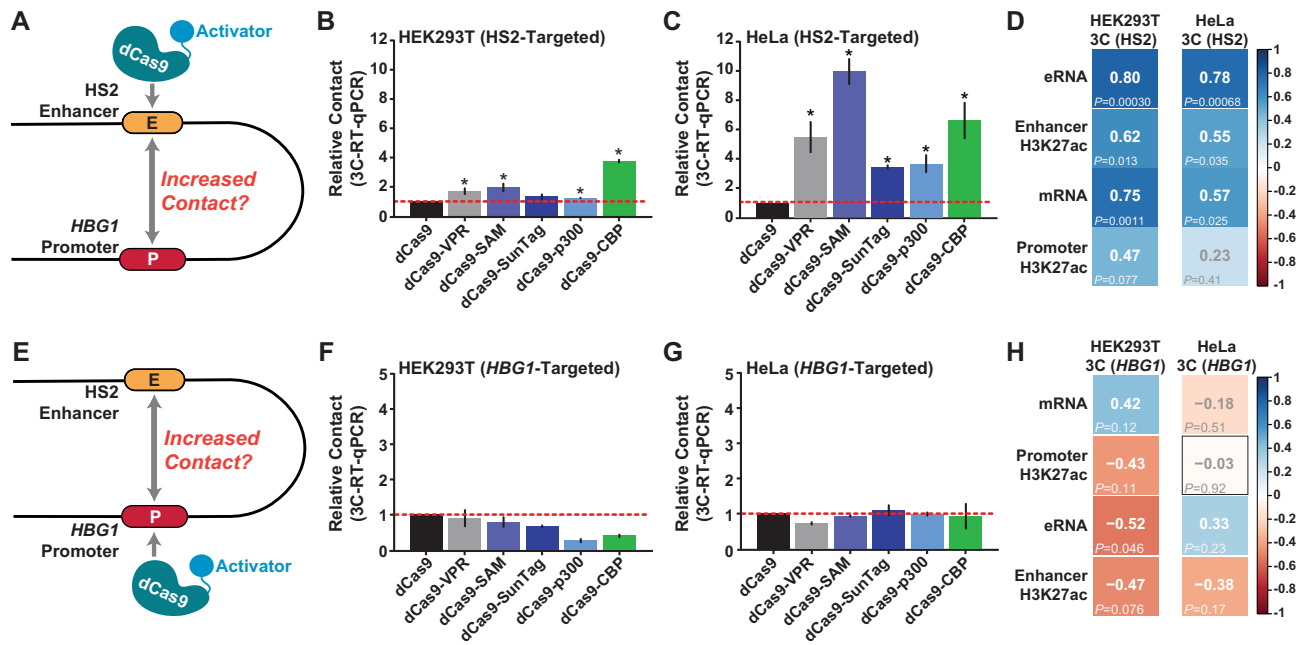 A
dCas9
Activator
HS2
Enhancer
E
Increased
Contact?
HBG1
Promoter
P
B
HEK293T (HS2-Targeted)
Relative Contact
(3C-RT-qPCR)
12
10
8
6
4
2
0
*
*
*
*
dCas9
dCas9-VPR
dCas9-SAM
dCas9-SunTag
dCas9-p300
dCas9-CBP
C
HeLa (HS2-Targeted)
Relative Contact
(3C-RT-qPCR)
12
10
8
6
4
2
0
*
*
*
*
*
dCas9
dCas9-VPR
dCas9-SAM
dCas9-SunTag
dCas9-p300
dCas9-CBP
D
HEK293T
3C (HS2)
HeLa
3C (HS2)
eRNA
0.80
P=0.00030
0.78
P=0.00068
Enhancer
H3K27ac
0.62
P=0.013
0.55
P=0.035
mRNA
0.75
P=0.0011
0.57
P=0.025
Promoter
H3K27ac
0.47
P=0.077
0.23
P=0.41
1
0.8
0.6
0.4
0.2
0
-0.2
-0.4
-0.6
-0.8
-1
E
E
HS2
Enhancer
Increased
Contact?
P
HBG1
Promoter
dCas9
Activator
F
HEK293T (HBG1-Targeted)
Relative Contact
(3C-RT-qPCR)
5
4
3
2
1
0
dCas9
dCas9-VPR
dCas9-SAM
dCas9-SunTag
dCas9-p300
dCas9-CBP
G
HeLa (HBG1-Targeted)
Relative Contact
(3C-RT-qPCR)
5
4
3
2
1
0
dCas9
dCas9-VPR
dCas9-SAM
dCas9-SunTag
dCas9-p300
dCas9-CBP
H
HEK293T
3C (HBG1)
HeLa
3C (HBG1)
mRNA
0.42
P=0.12
−0.18
P=0.51
Promoter
H3K27ac
−0.43
P=0.11
−0.03
P=0.92
eRNA
−0.52
P=0.046
0.33
P=0.23
Enhancer
H3K27ac
−0.47
P=0.076
−0.38
P=0.17
1
0.8
0.6
0.4
0.2
0
-0.2
-0.4
-0.6
-0.8
-1